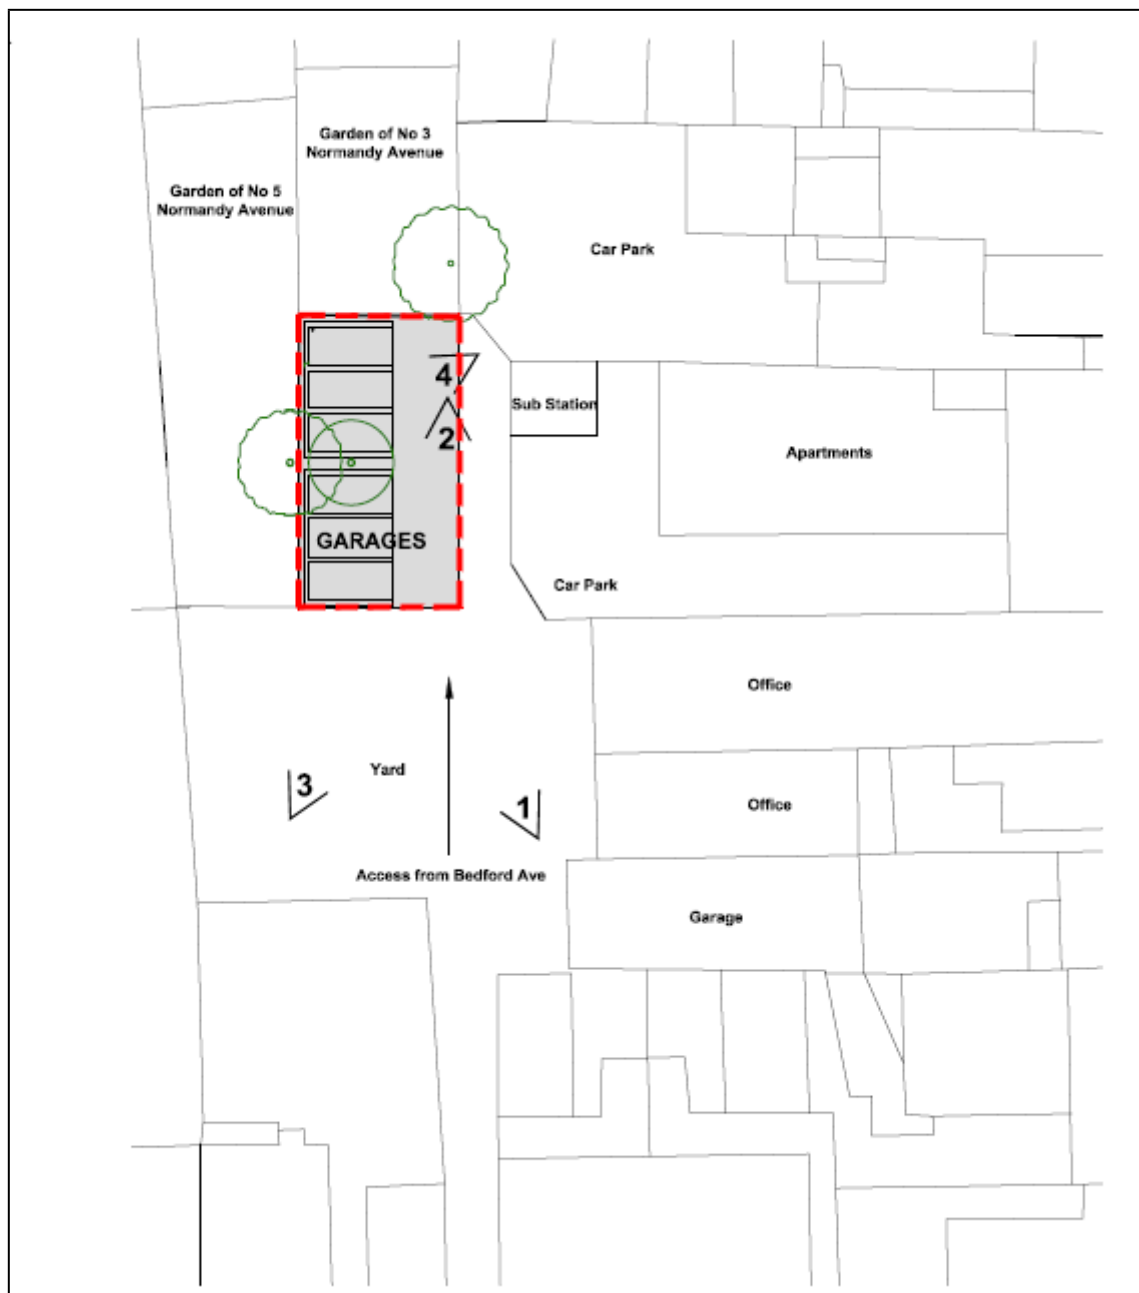 Garden of No 3
Normandy Avenue
Garden of No 5
Normandy Avenue
Car Park
4
Sub Station
2
Apartments
GARAGES
Car Park
Office
Yard
3
1
Office
Access from Bedford Ave
Garage